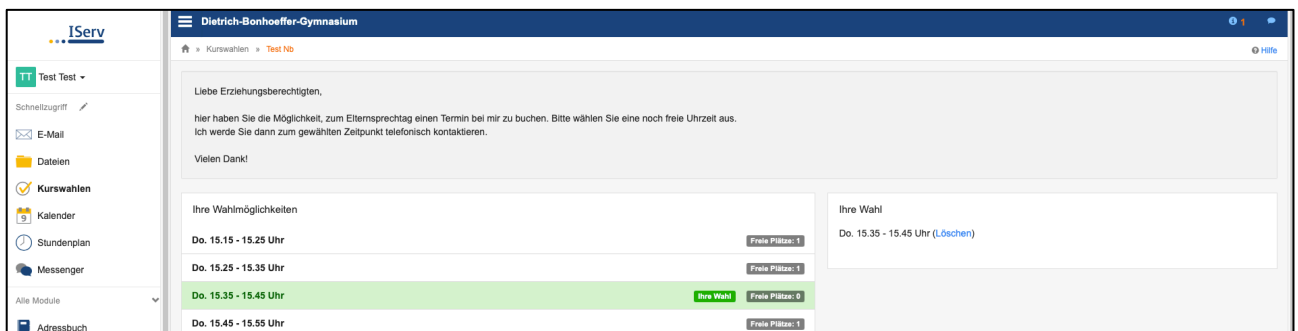 IServ
Dietrich-Bonhoeffer-Gymnasium
1
» Kurswahlen » Test Nb
Hilfe
TT Test Test
Schnellzugriff
E-Mail
Dateien
Kurswahlen
9 Kalender
Stundenplan
Messenger
Alle Module
Adressbuch
Liebe Erziehungsberechtigten,
hier haben Sie die Möglichkeit, zum Elternsprechtag einen Termin bei mir zu buchen. Bitte wählen Sie eine noch freie Uhrzeit aus.
Ich werde Sie dann zum gewählten Zeitpunkt telefonisch kontaktieren.
Vielen Dank!
Ihre Wahlmöglichkeiten
Do. 15.15 - 15.25 Uhr Freie Plätze: 1
Do. 15.25 - 15.35 Uhr Freie Plätze: 1
Do. 15.35 - 15.45 Uhr Ihre Wahl Freie Plätze: 0
Do. 15.45 - 15.55 Uhr Freie Plätze: 1
Ihre Wahl
Do. 15.35 - 15.45 Uhr (Löschen)